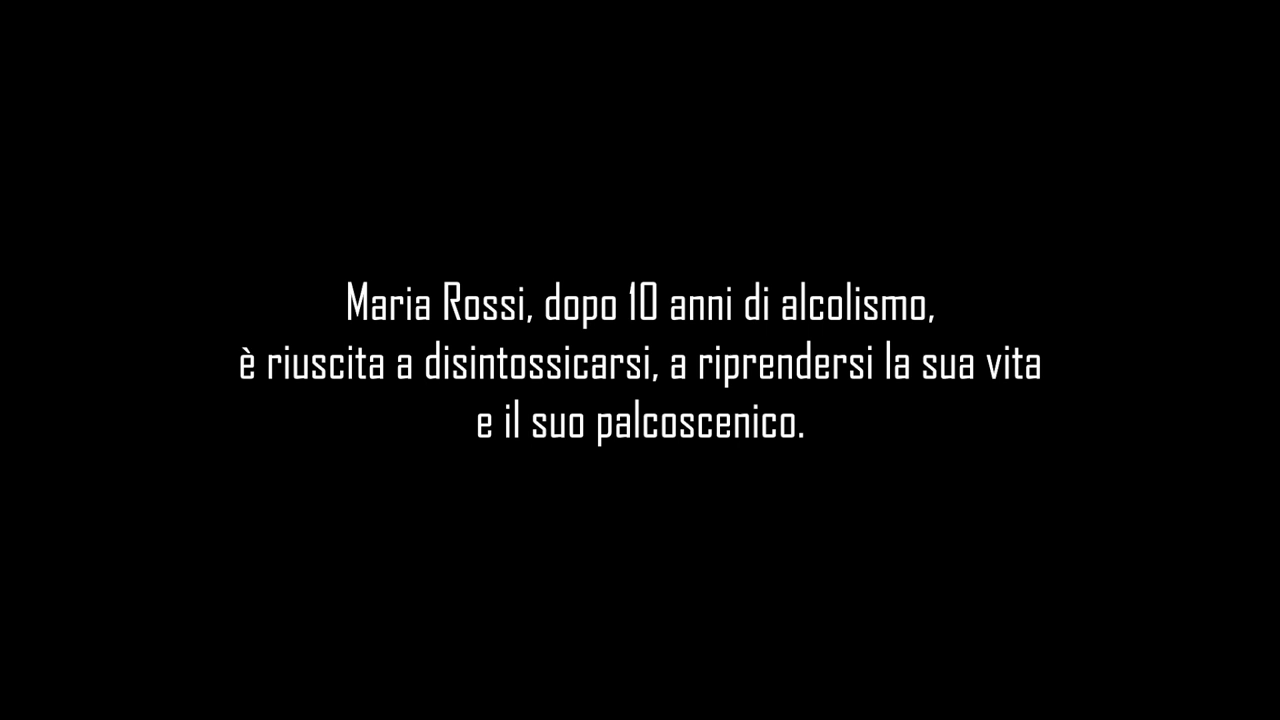 Maria Rossi, dopo 10 anni di alcolismo,
è riuscita a disintossicarsi, a riprendersi la sua vita
e il suo palcoscenico.